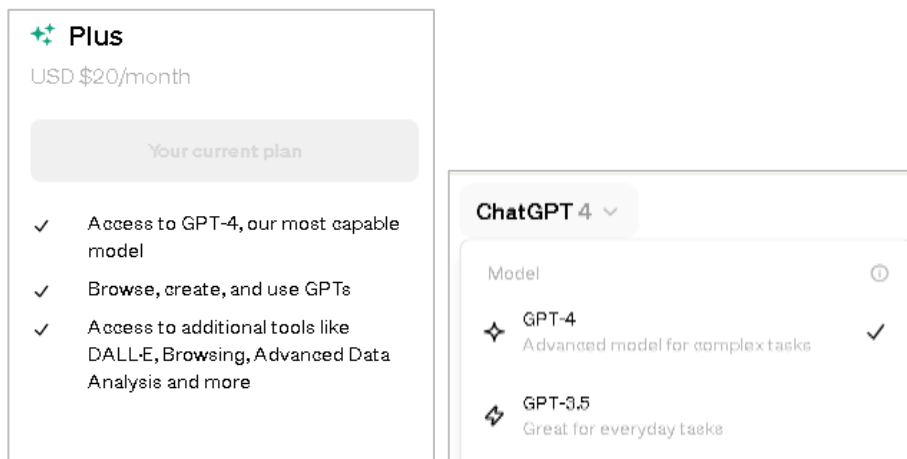 Plus
USD $20/month
Your current plan
Access to GPT-4, our most capable
model
Browse, create, and use GPTs
Access to additional tools like
DALL·E, Browsing, Advanced Data
Analysis and more
ChatGPT 4
Model
GPT-4
Advanced model for complex tasks
GPT-3.5
Great for everyday tasks